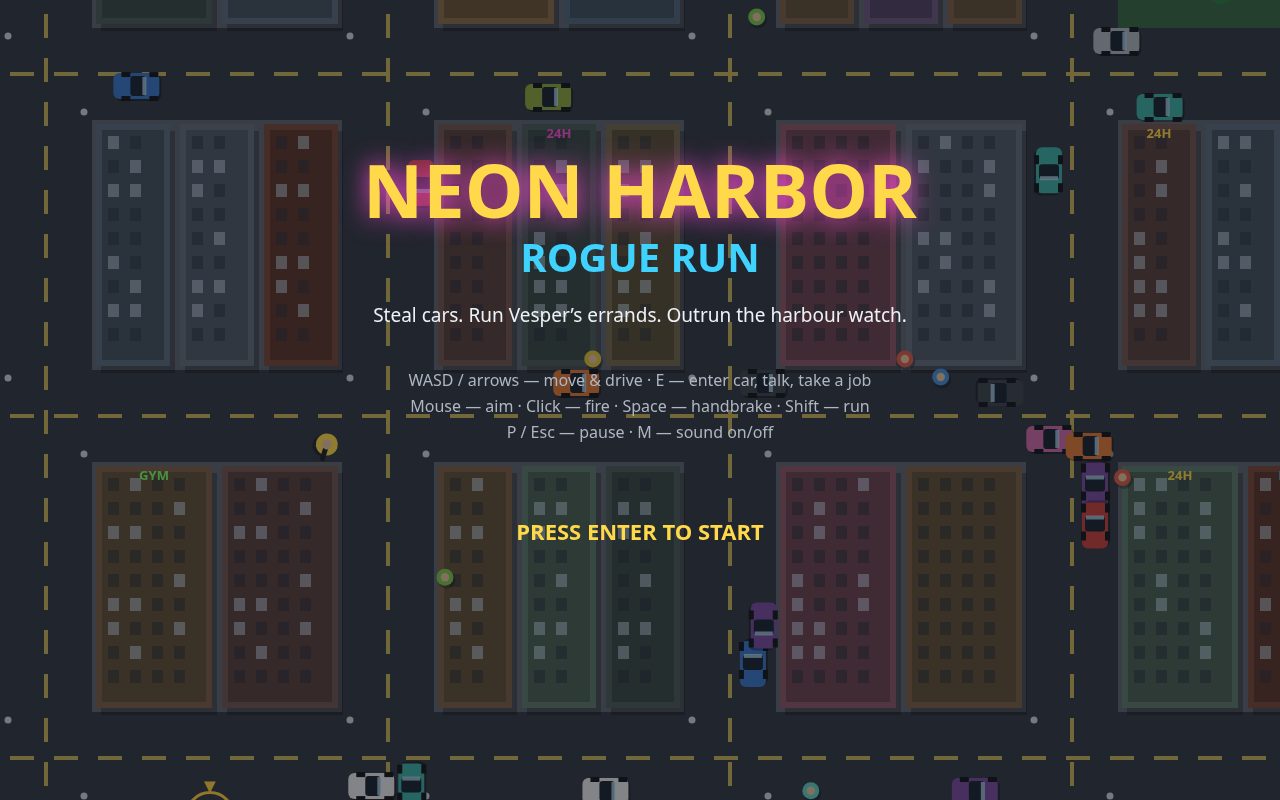 24H
24H
NEON HARBOR
ROGUE RUN
Steal cars. Run Vesper’s errands. Outrun the harbour watch.
WASD / arrows — move & drive · E — enter car, talk, take a job
Mouse — aim · Click — fire · Space — handbrake · Shift — run
P / Esc — pause · M — sound on/off
GYM
24H
PRESS ENTER TO START